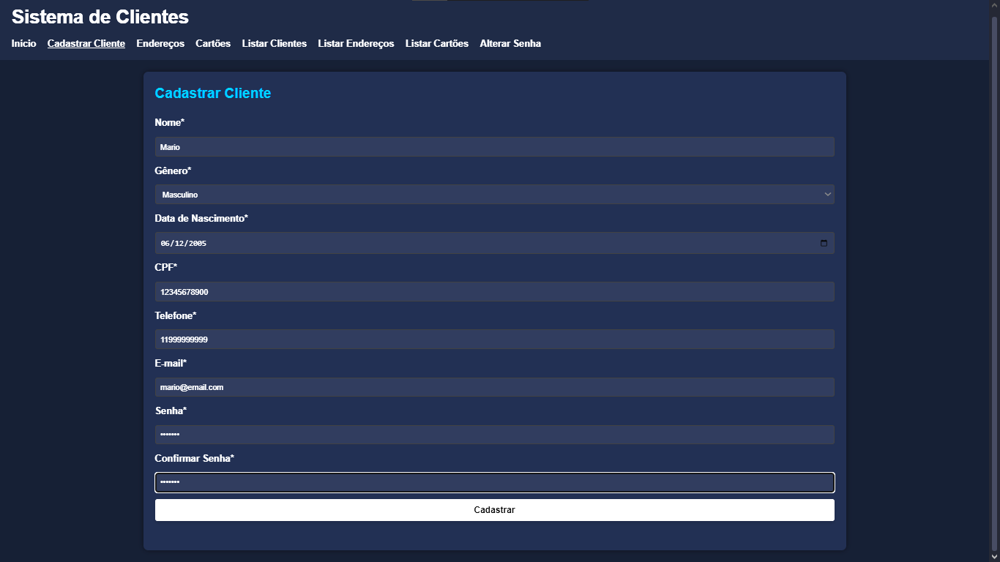 Sistema de Clientes
Início Cadastrar Cliente Endereços Cartões Listar Clientes Listar Endereços Listar Cartões Alterar Senha
Cadastrar Cliente
Nome*
Mario
Gênero*
Masculino
Data de Nascimento*
06/12/2005
CPF*
12345678900
Telefone*
11999999999
E-mail*
mario@email.com
Senha*
•••••••
Confirmar Senha*
•••••••
Cadastrar